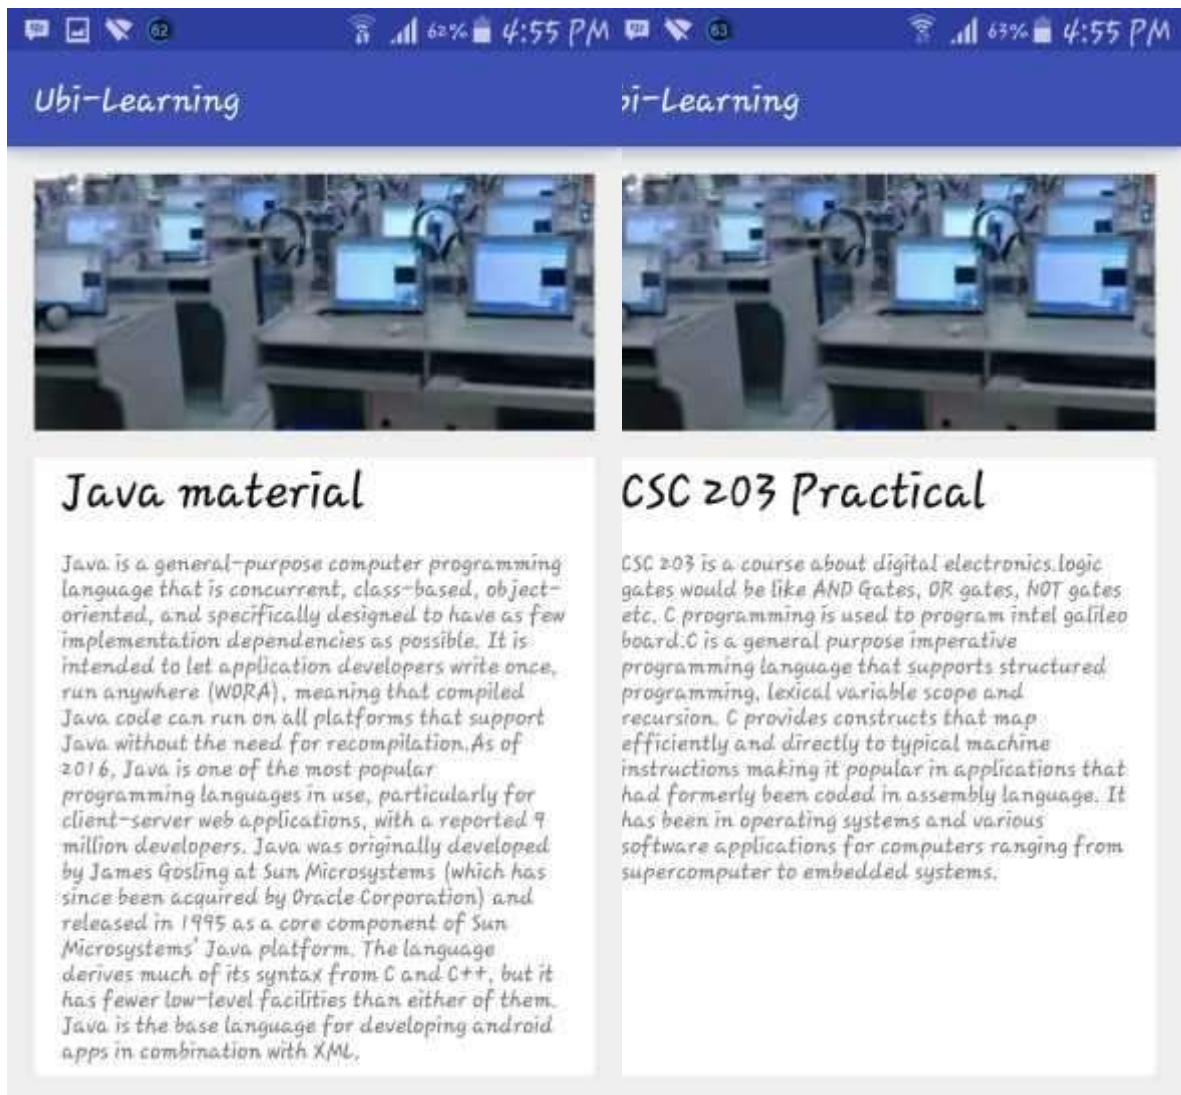 62 62% 4:55 PM
Ubi-Learning
Java material
Java is a general-purpose computer programming
language that is concurrent, class-based, object-
oriented, and specifically designed to have as few
implementation dependencies as possible. It is
intended to let application developers write once,
run anywhere (WORA), meaning that compiled
Java code can run on all platforms that support
Java without the need for recompilation.As of
2016, Java is one of the most popular
programming languages in use, particularly for
client-server web applications, with a reported 9
million developers. Java was originally developed
by James Gosling at Sun Microsystems (which has
since been acquired by Oracle Corporation) and
released in 1995 as a core component of Sun
Microsystems' Java platform. The language
derives much of its syntax from C and C++, but it
has fewer low-level facilities than either of them.
Java is the base language for developing android
apps in combination with XML.
63 63% 4:55 PM
bi-Learning
CSC 203 Practical
CSC 203 is a course about digital electronics.logic
gates would be like AND Gates, OR gates, NOT gates
etc. C programming is used to program intel galileo
board.C is a general purpose imperative
programming language that supports structured
programming, lexical variable scope and
recursion. C provides constructs that map
efficiently and directly to typical machine
instructions making it popular in applications that
had formerly been coded in assembly language. It
has been in operating systems and various
software applications for computers ranging from
supercomputer to embedded systems.